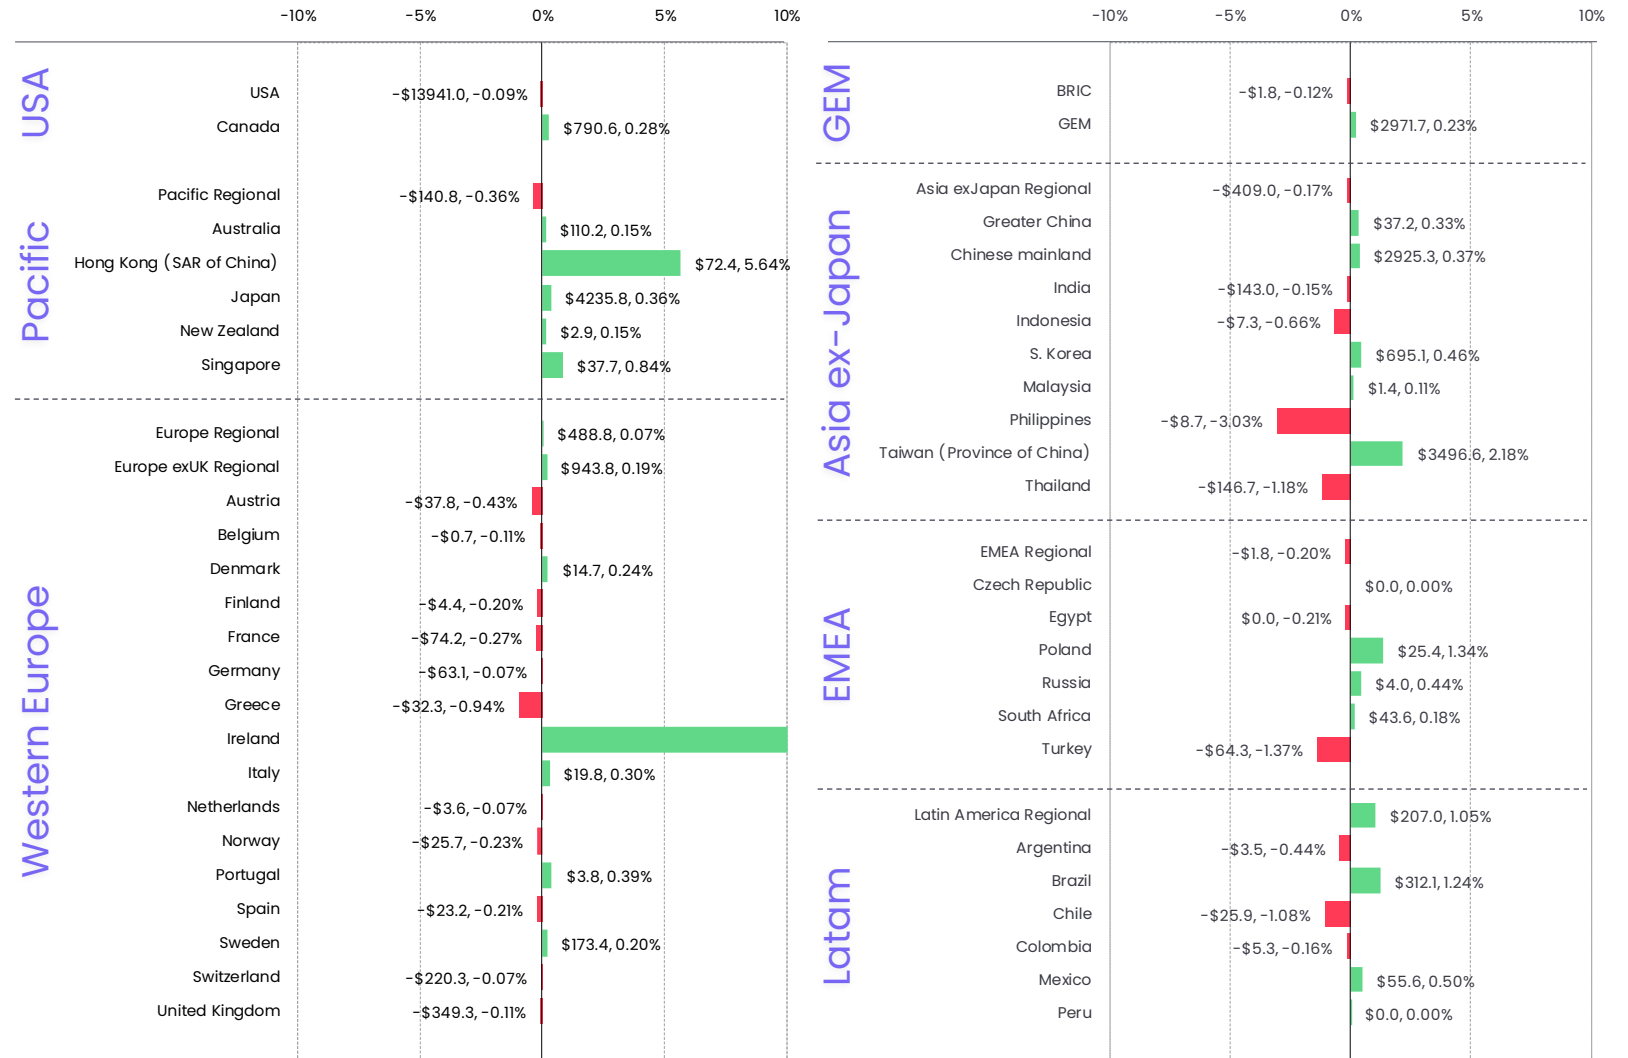 -10% -5% 0% 5% 10%
USA
USA -$13941.0, -0.09%
Canada $790.6, 0.28%
Pacific
Pacific Regional -$140.8, -0.36%
Australia $110.2, 0.15%
Hong Kong (SAR of China) $72.4, 5.64%
Japan $4235.8, 0.36%
New Zealand $2.9, 0.15%
Singapore $37.7, 0.84%
Western Europe
Europe Regional $488.8, 0.07%
Europe exUK Regional $943.8, 0.19%
Austria -$37.8, -0.43%
Belgium -$0.7, -0.11%
Denmark $14.7, 0.24%
Finland -$4.4, -0.20%
France -$74.2, -0.27%
Germany -$63.1, -0.07%
Greece -$32.3, -0.94%
Ireland
Italy $19.8, 0.30%
Netherlands -$3.6, -0.07%
Norway -$25.7, -0.23%
Portugal $3.8, 0.39%
Spain -$23.2, -0.21%
Sweden $173.4, 0.20%
Switzerland -$220.3, -0.07%
United Kingdom -$349.3, -0.11%
-10% -5% 0% 5% 10%
GEM
BRIC -$1.8, -0.12%
GEM $2971.7, 0.23%
Asia ex-Japan
Asia exJapan Regional -$409.0, -0.17%
Greater China $37.2, 0.33%
Chinese mainland $2925.3, 0.37%
India -$143.0, -0.15%
Indonesia -$7.3, -0.66%
S. Korea $695.1, 0.46%
Malaysia $1.4, 0.11%
Philippines -$8.7, -3.03%
Taiwan (Province of China) $3496.6, 2.18%
Thailand -$146.7, -1.18%
EMEA
EMEA Regional -$1.8, -0.20%
Czech Republic $0.0, 0.00%
Egypt $0.0, -0.21%
Poland $25.4, 1.34%
Russia $4.0, 0.44%
South Africa $43.6, 0.18%
Turkey -$64.3, -1.37%
Latam
Latin America Regional $207.0, 1.05%
Argentina -$3.5, -0.44%
Brazil $312.1, 1.24%
Chile -$25.9, -1.08%
Colombia -$5.3, -0.16%
Mexico $55.6, 0.50%
Peru $0.0, 0.00%